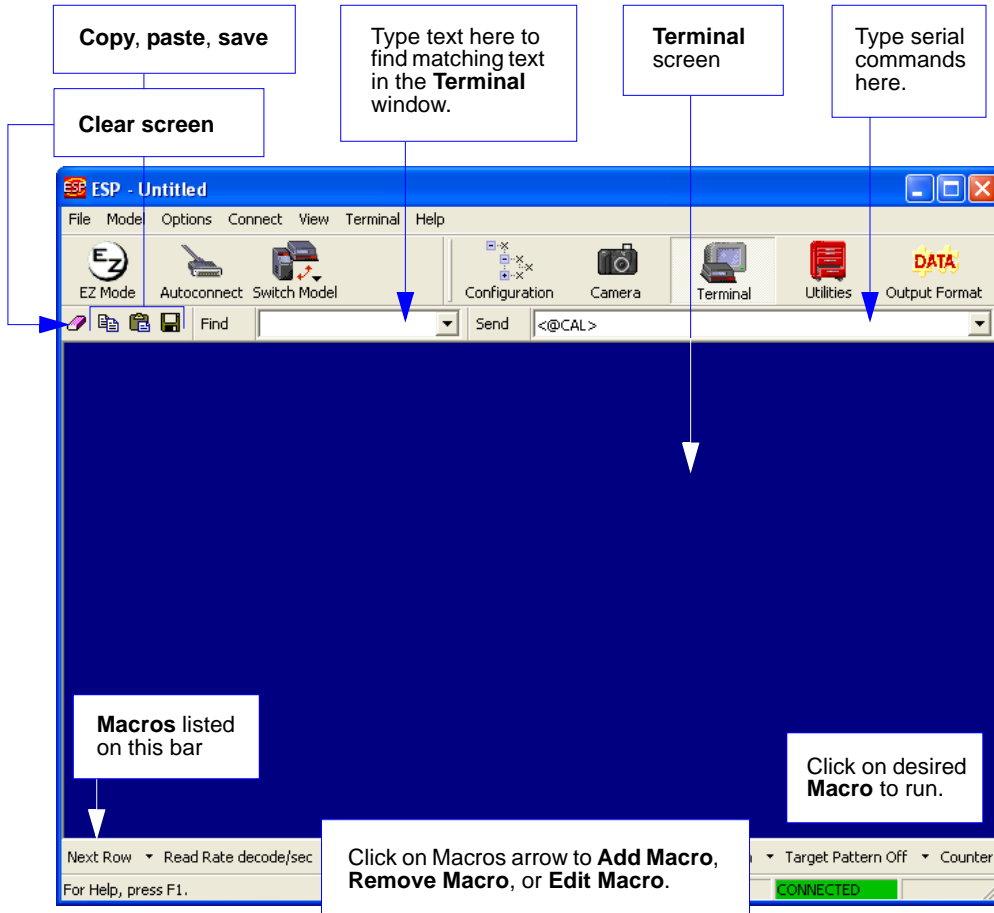 Copy, paste, save
Type text here to
find matching text
in the Terminal
window.
Terminal
screen
Type serial
commands
here.
Clear screen
ESP ESP - Untitled
File Model Options Connect View Terminal Help
EZ
EZ Mode Autoconnect Switch Model Configuration Camera Terminal Utilities DATA Output Format
Find Send <@CAL>
Macros listed
on this bar
Click on desired
Macro to run.
Next Row Read Rate decode/sec Target Pattern Off Counter
Click on Macros arrow to Add Macro,
Remove Macro, or Edit Macro.
For Help, press F1. CONNECTED